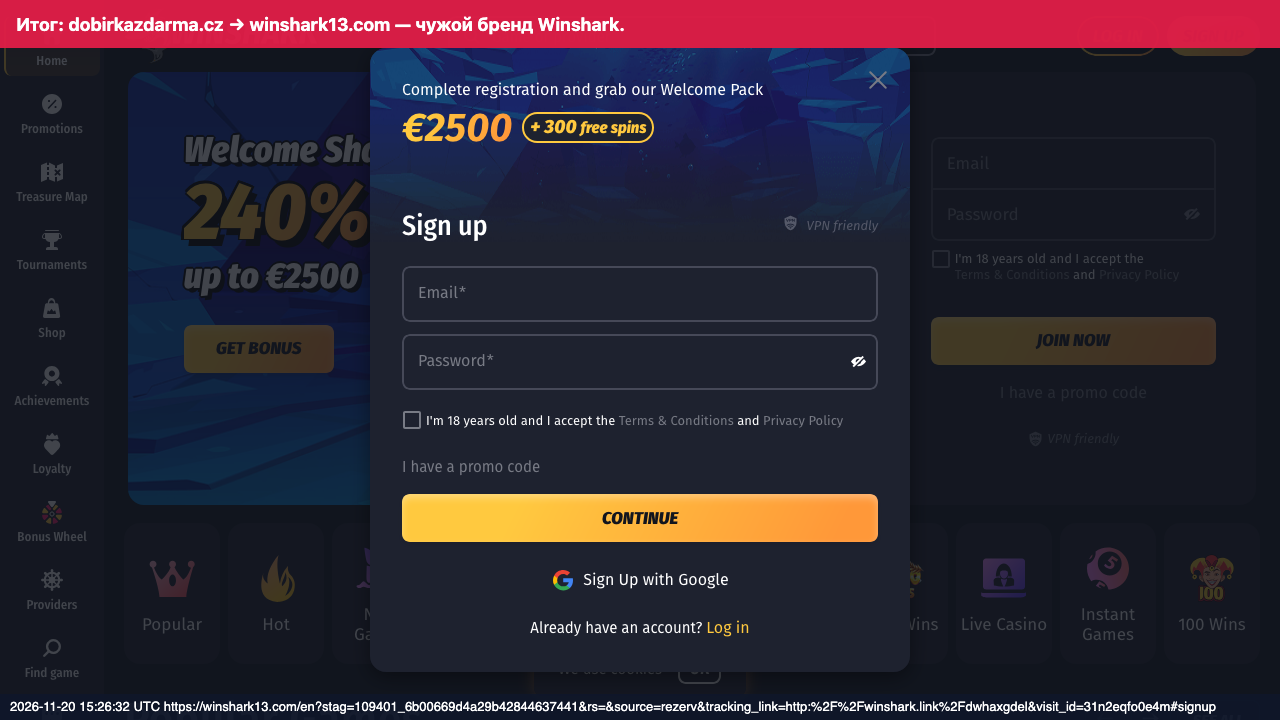 Итог: dobirkazdarma.cz → winshark13.com — чужой бренд Winshark.
Home
Promotions
Treasure Map
Tournaments
Shop
Achievements
Loyalty
Bonus Wheel
Providers
Find game
Welcome Sha
240%
up to €2500
GET BONUS
Complete registration and grab our Welcome Pack
€2500 + 300 free spins
Sign up
VPN friendly
Email*
Password*
I'm 18 years old and I accept the Terms & Conditions and Privacy Policy
I have a promo code
CONTINUE
Sign Up with Google
Already have an account? Log in
Email
Password
I'm 18 years old and I accept the
Terms & Conditions and Privacy Policy
JOIN NOW
I have a promo code
VPN friendly
Popular
Hot
Wins
Live Casino
Instant
Games
100 Wins
We use cookies
2026-11-20 15:26:32 UTC https://winshark13.com/en?stag=109401_6b00669d4a29b42844637441&rs=&source=rezerv&tracking_link=http:%2F%2Fwinshark.link%2Fdwhaxgdel&visit_id=31n2eqfo0e4m#signup